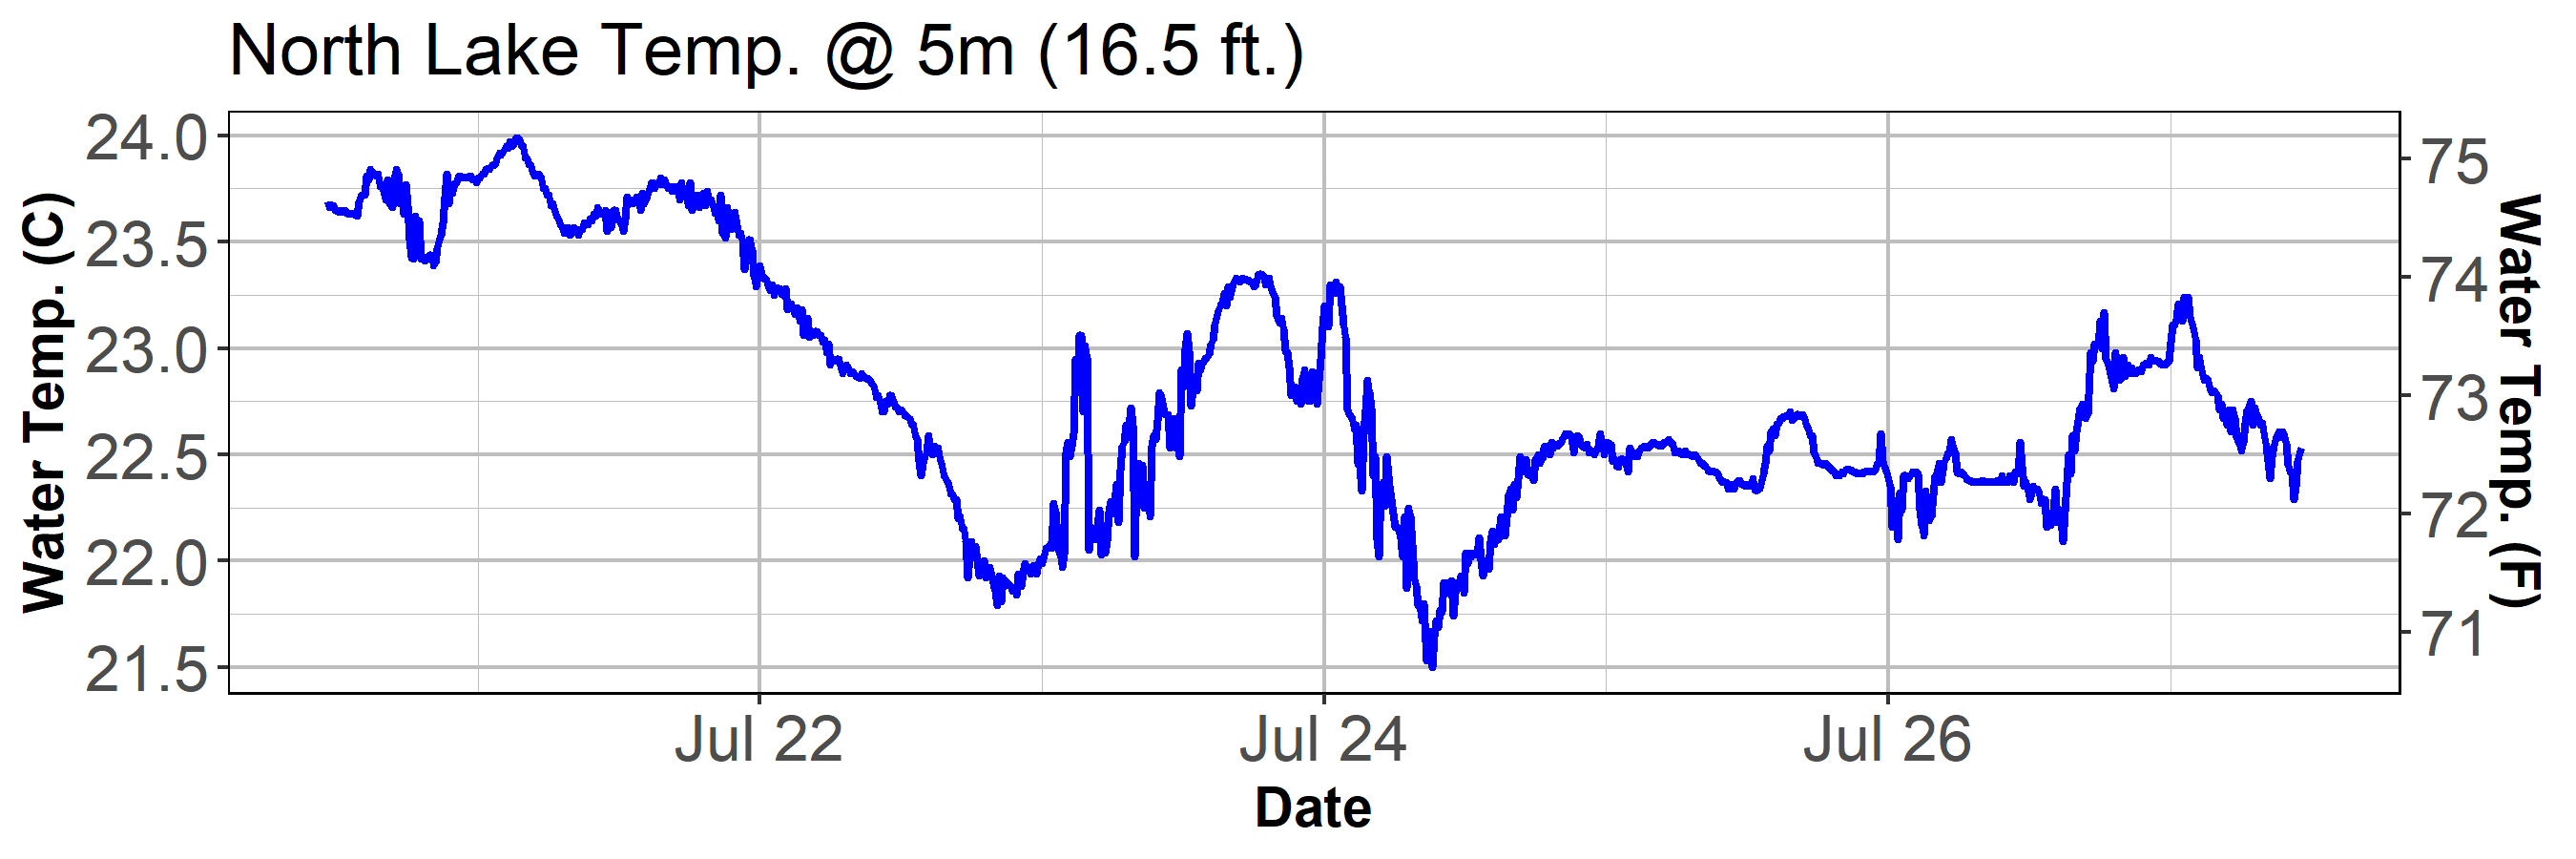 North Lake Temp. @ 5m (16.5 ft.)
Water Temp. (C)
24.0
23.5
23.0
22.5
22.0
21.5
75
74
73
72
71
Water Temp. (F)
Jul 22 Jul 24 Jul 26
Date